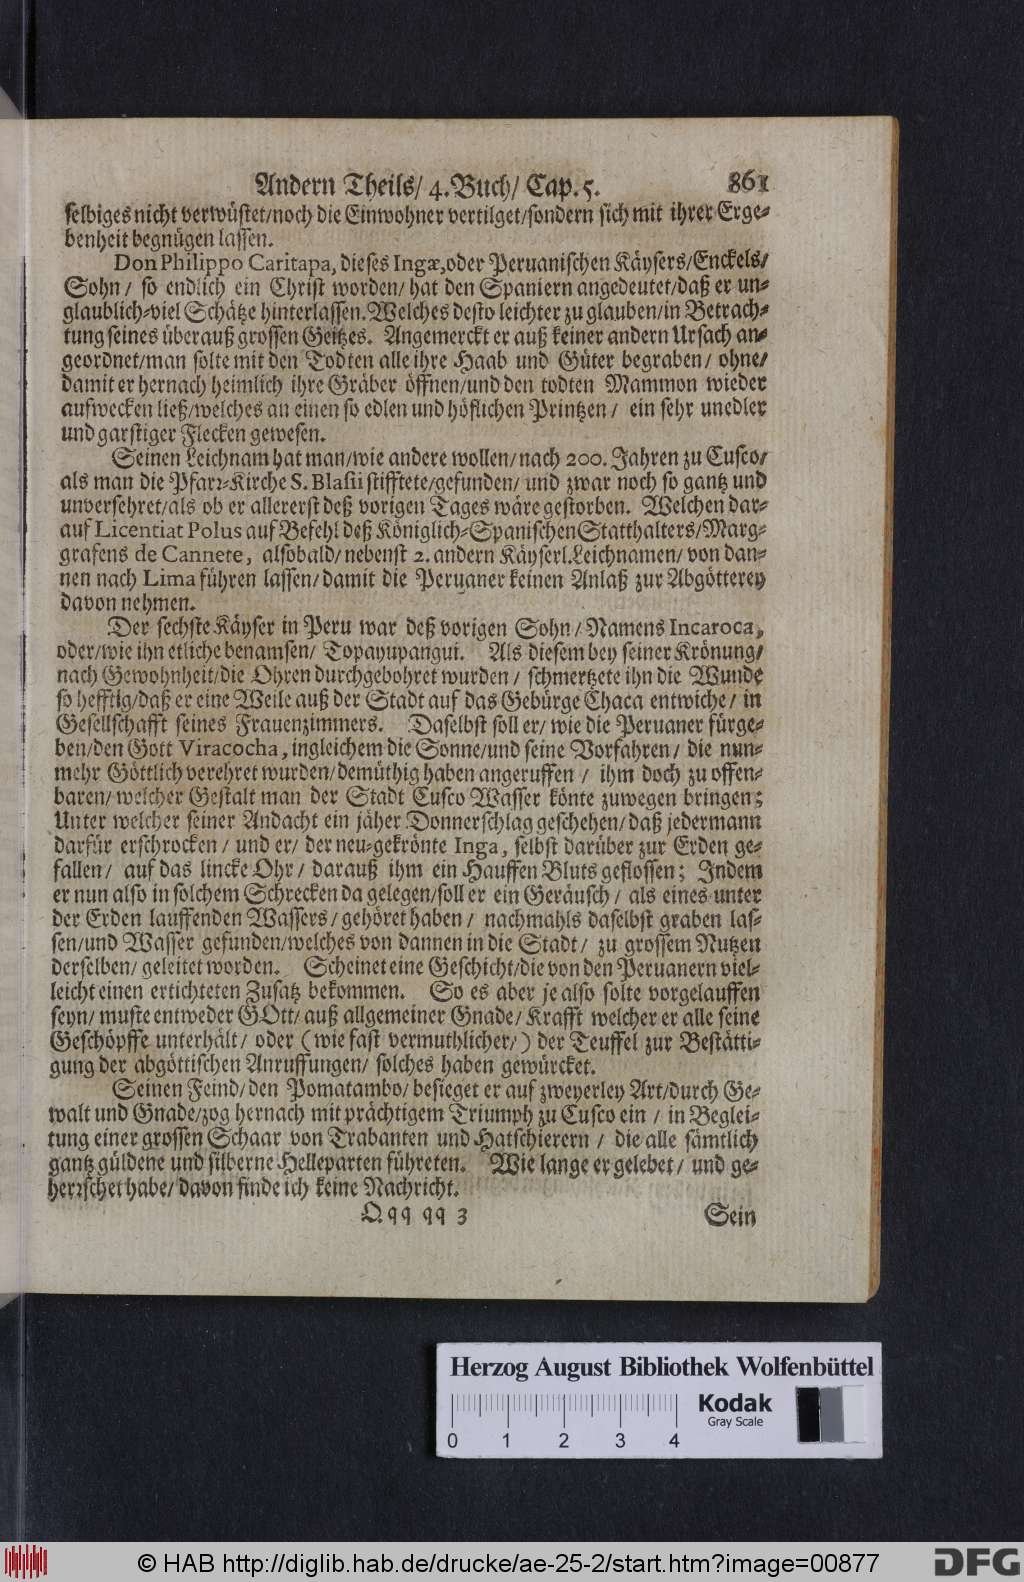 Andern Theils/ 4. Buch/ Cap. 5. 861
selbiges nicht verwüstet/noch die Einwohner vertilget/sondern sich mit ihrer Erge-
benheit begnügen lassen.
Don Philippo Caritapa, dieses Ingæ, oder Peruanischen Käysers/Enckels/
Sohn/ so endlich ein Christ worden/ hat den Spaniern angedeutet/daß er un-
glaublich-viel Schätze hinterlassen. Welches desto leichter zu glauben/in Betrach-
tung seines überauß grossen Geitzes. Angemerckt er auß keiner andern Ursach an-
geordnet/man solte mit den Todten alle ihre Haab und Güter begraben/ ohne/
damit er hernach heimlich ihre Gräber öffnen/und den todten Mammon wieder
aufwecken ließ/welches an einen so edlen und höflichen Printzen/ ein sehr unedler
und garstiger Flecken gewesen.
Seinen Leichnam hat man/wie andere wollen/nach 200. Jahren zu Cusco/
als man die Pfarr-Kirche S. Blasii stifftete/gefunden/ und zwar noch so gantz und
unversehret/als ob er allererst deß vorigen Tages wäre gestorben. Welchen dar-
auf Licentiat Polus auf Befehl deß Königlich-Spanischen Statthalters/Marg-
grafens de Cannete, alsobald/ nebenst 2. andern Käyserl. Leichnamen/ von dan-
nen nach Lima führen lassen/ damit die Peruaner keinen Anlaß zur Abgötterey
davon nehmen.
Der sechste Käyser in Peru war deß vorigen Sohn/ Namens Incaroca,
oder/wie ihn etliche benamsen/ Topayupangui. Als diesem bey seiner Krönung/
nach Gewohnheit/die Ohren durchgebohret wurden/ schmertzete ihn die Wunde
so hefftig/daß er eine Weile auß der Stadt auf das Gebürge Chaca entwiche/ in
Gesellschafft seines Frauenzimmers. Daselbst soll er/ wie die Peruaner fürge-
ben/den Gott Viracocha, ingleichem die Sonne/und seine Vorfahren/ die nun-
mehr Göttlich verehret wurden/demüthig haben angeruffen/ ihm doch zu offen-
baren/ welcher Gestalt man der Stadt Cusco Wasser könte zuwegen bringen;
Unter welcher seiner Andacht ein jäher Donnerschlag geschehen/daß jedermann
darfür erschrocken/ und er/ der neu-gekrönte Inga, selbst darüber zur Erden ge-
fallen/ auf das lincke Ohr/ darauß ihm ein Hauffen Bluts geflossen; Indem
er nun also in solchem Schrecken da gelegen/soll er ein Geräusch/ als eines unter
der Erden lauffenden Wassers/ gehöret haben/ nachmahls daselbst graben las-
sen/und Wasser gefunden/welches von dannen in die Stadt/ zu grossem Nutzen
derselben/ geleitet worden. Scheinet eine Geschicht/die von den Peruanern viel-
leicht einen ertichteten Zusatz bekommen. So es aber je also solte vorgelauffen
seyn/ muste entweder GOtt/ auß allgemeiner Gnade/ Krafft welcher er alle seine
Geschöpffe unterhält/ oder (wie fast vermuthlicher/) der Teuffel zur Bestätti-
gung der abgöttischen Anruffungen/ solches haben gewürcket.
Seinen Feind/ den Pomatambo/ besieget er auf zweyerley Art/durch Ge-
walt und Gnade/zog hernach mit prächtigem Triumph zu Cusco ein/ in Beglei-
tung einer grossen Schaar von Trabanten und Hatschierern/ die alle sämtlich
gantz güldene und silberne Helleparten führeten. Wie lange er gelebet/ und ge-
herrschet habe/ davon finde ich keine Nachricht.
Qqq qq 3 Sein
Herzog August Bibliothek Wolfenbüttel
Kodak
Gray Scale
0 1 2 3 4
© HAB http://diglib.hab.de/drucke/ae-25-2/start.htm?image=00877
DFG